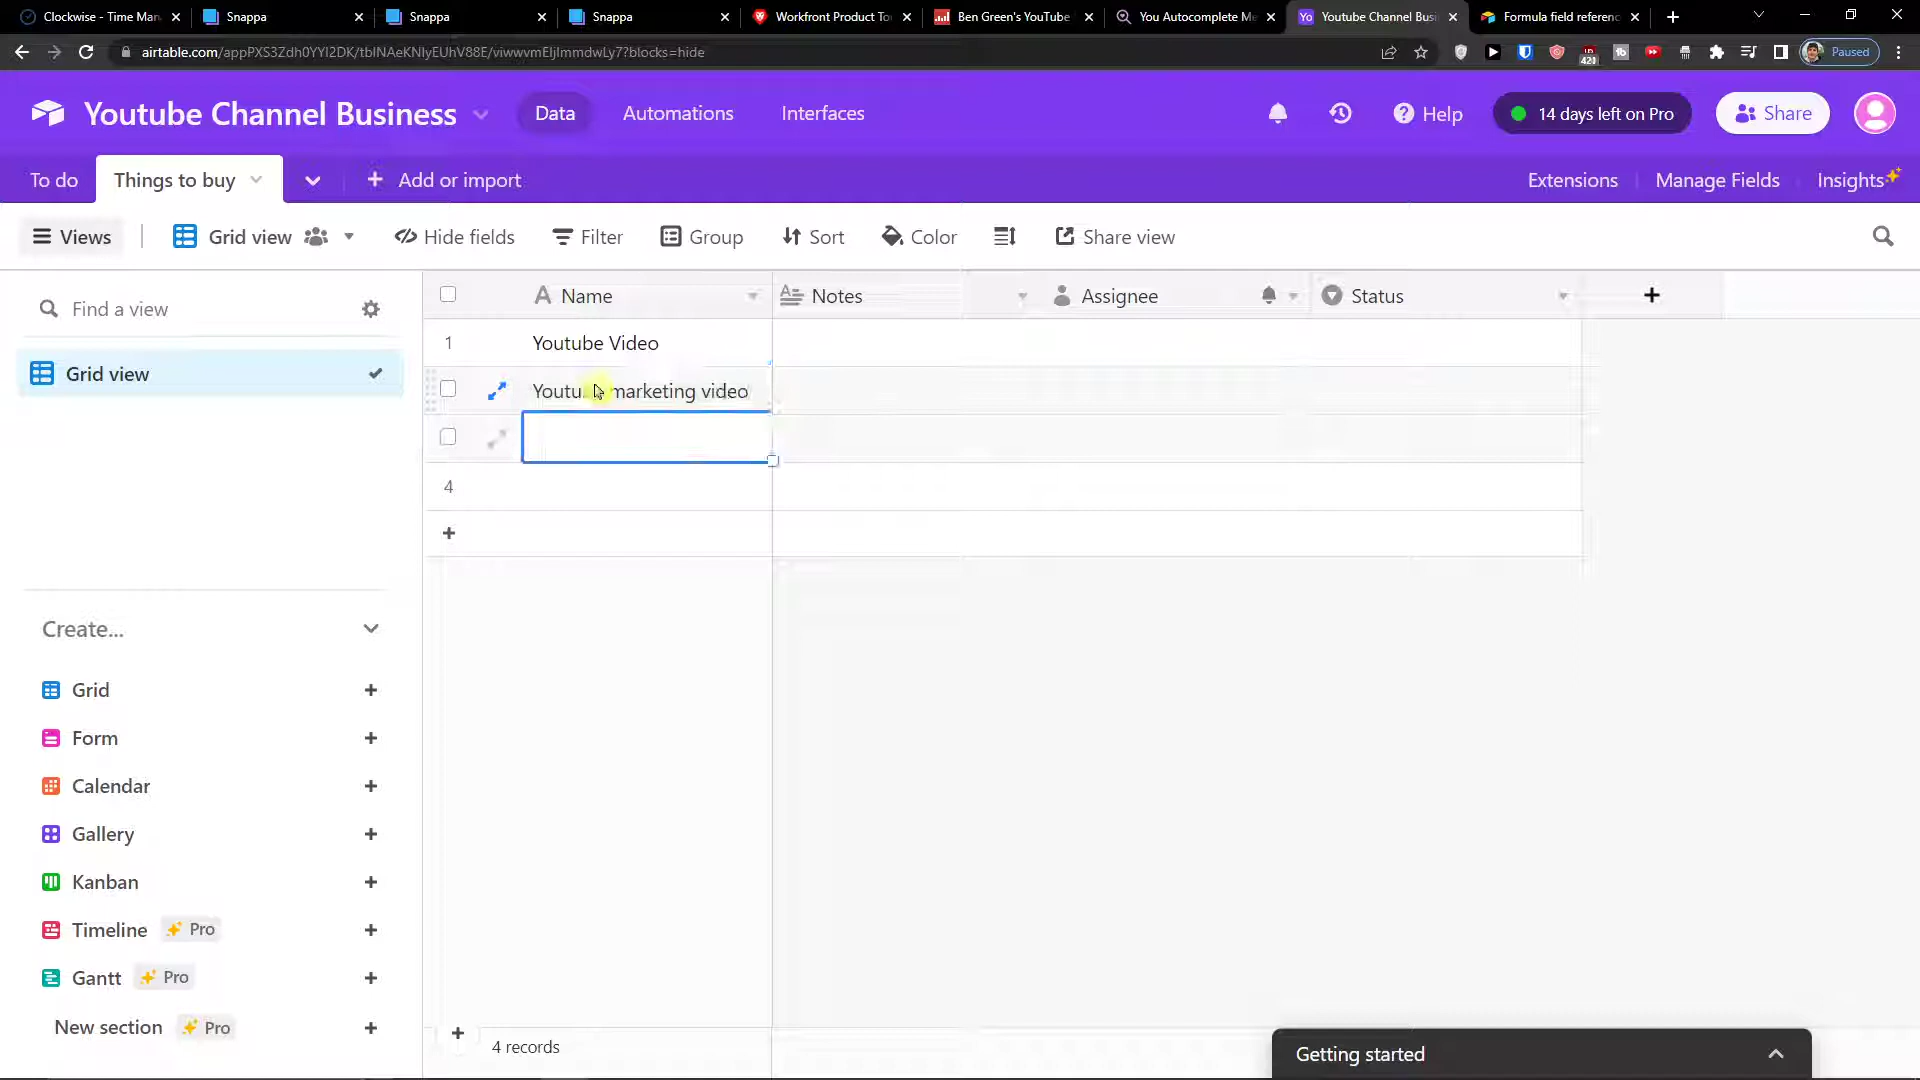 Clockwise - Time Man
Snappa
Snappa
Snappa
Workfront Product To
Ben Green's YouTube
You Autocomplete Me
Youtube Channel Busi
Formula field referenc
airtable.com/appPXS3Zdh0YYI2DK/tblNAeKNIyEUhV88E/viwwvmEIjlmmdwLy7?blocks=hide
421
Paused
Youtube Channel Business
Data
Automations
Interfaces
Help
14 days left on Pro
Share
To do
Things to buy
Add or import
Extensions
Manage Fields
Insights
Views
Grid view
Hide fields
Filter
Group
Sort
Color
Share view
Find a view
Grid view
Name
Notes
Assignee
Status
1
Youtube Video
marketing video
4
4 records
Create...
Grid
Form
Calendar
Gallery
Kanban
Timeline
Pro
Gantt
Pro
New section
Pro
Getting started